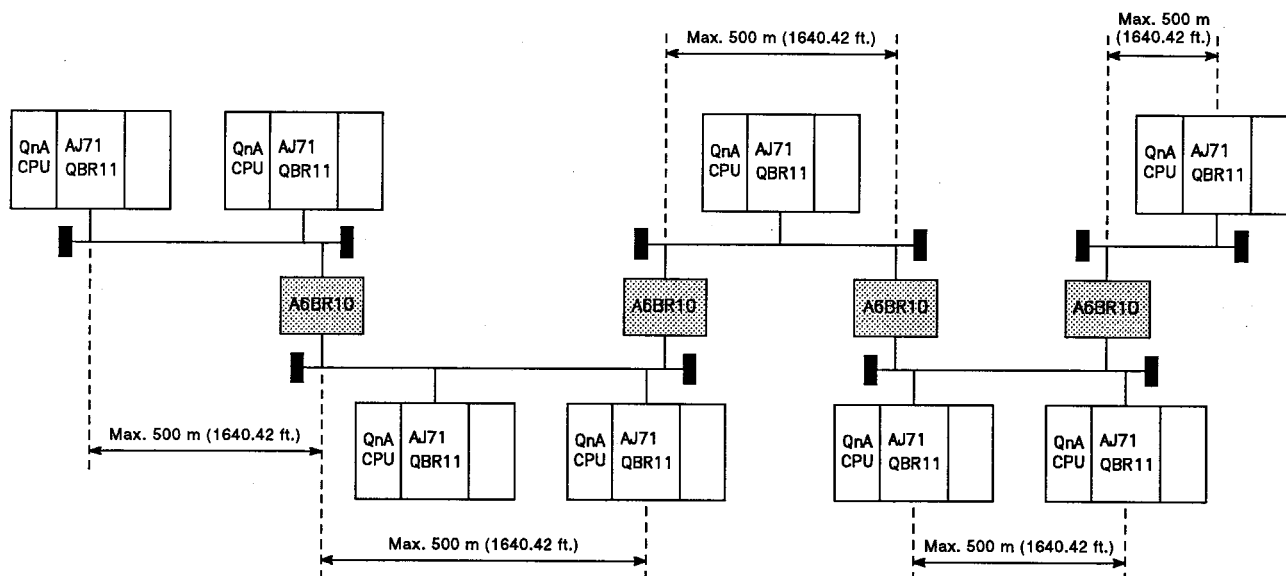 Max. 500 m (1640.42 ft.)
Max. 500 m
(1640.42 ft.)
QnA
CPU
AJ71
QBR11
QnA
CPU
AJ71
QBR11
QnA
CPU
AJ71
QBR11
QnA
CPU
AJ71
QBR11
A6BR10
A6BR10
A6BR10
A6BR10
QnA
CPU
AJ71
QBR11
QnA
CPU
AJ71
QBR11
QnA
CPU
AJ71
QBR11
QnA
CPU
AJ71
QBR11
Max. 500 m (1640.42 ft.)
Max. 500 m (1640.42 ft.)
Max. 500 m (1640.42 ft.)